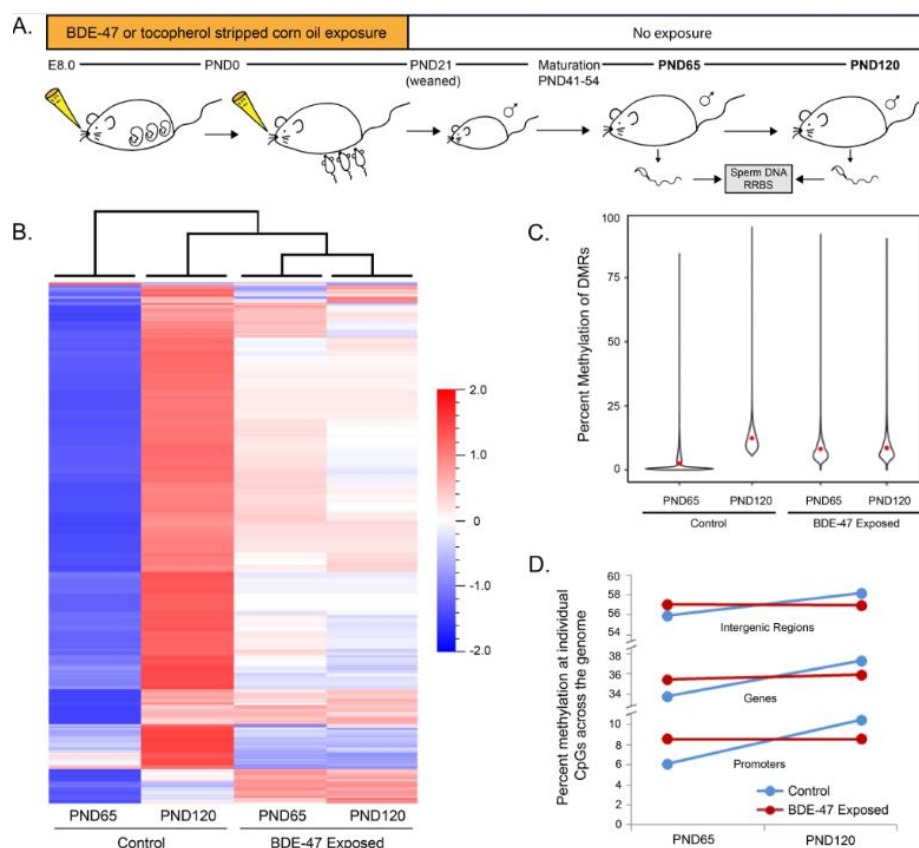 A.
BDE-47 or tocopherol stripped corn oil exposure
No exposure
E8.0
PND0
PND21
(weaned)
Maturation
PND41-54
PND65
PND120
Sperm DNA
RRBS
B.
2.0
1.0
0
-1.0
-2.0
PND65
PND120
PND65
PND120
Control
BDE-47 Exposed
C.
Percent Methylation of DMRs
100
75
50
25
0
PND65
PND120
PND65
PND120
Control
BDE-47 Exposed
D.
Percent methylation at individual
CpGs across the genome
60
58
56
54
38
36
34
10
8
6
Intergenic Regions
Genes
Promoters
Control
BDE-47 Exposed
PND65
PND120